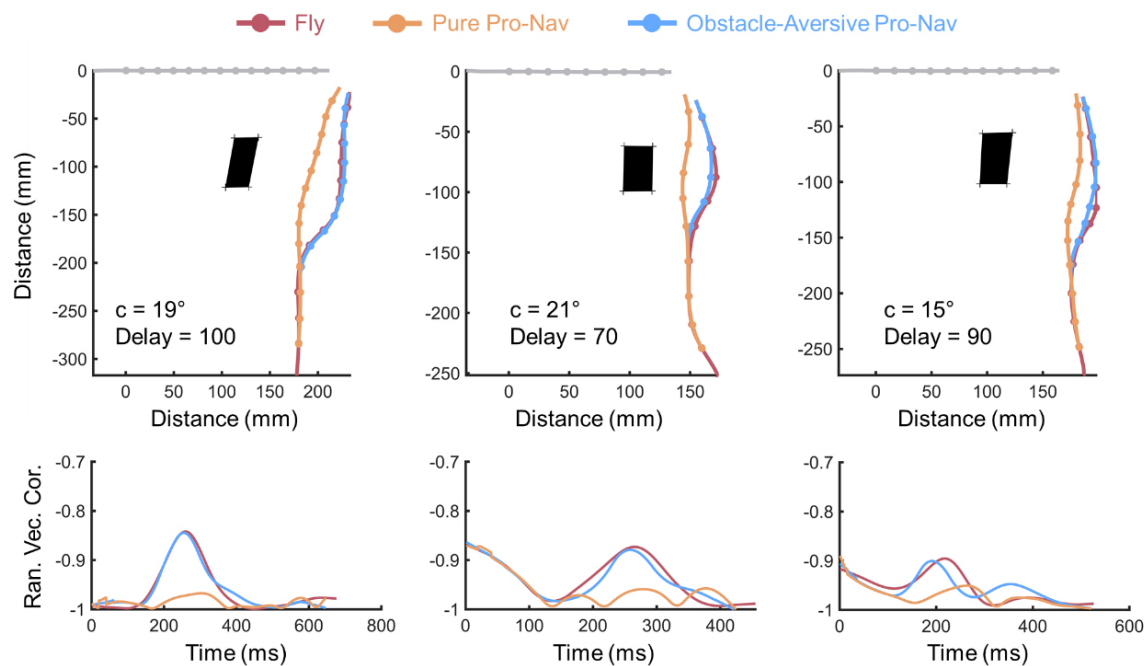 Fly Pure Pro-Nav Obstacle-Aversive Pro-Nav
Distance (mm)
0
-50
-100
-150
-200
-250
-300
c = 19°
Delay = 100
0 50 100 150 200
Distance (mm)
0
-50
-100
-150
-200
-250
c = 21°
Delay = 70
0 50 100 150
Distance (mm)
0
-50
-100
-150
-200
-250
c = 15°
Delay = 90
0 50 100 150
Distance (mm)
Ran. Vec. Cor.
-0.7
-0.8
-0.9
-1
0 200 400 600 800
Time (ms)
-0.7
-0.8
-0.9
-1
0 200 400
Time (ms)
-0.7
-0.8
-0.9
-1
0 200 400 600
Time (ms)